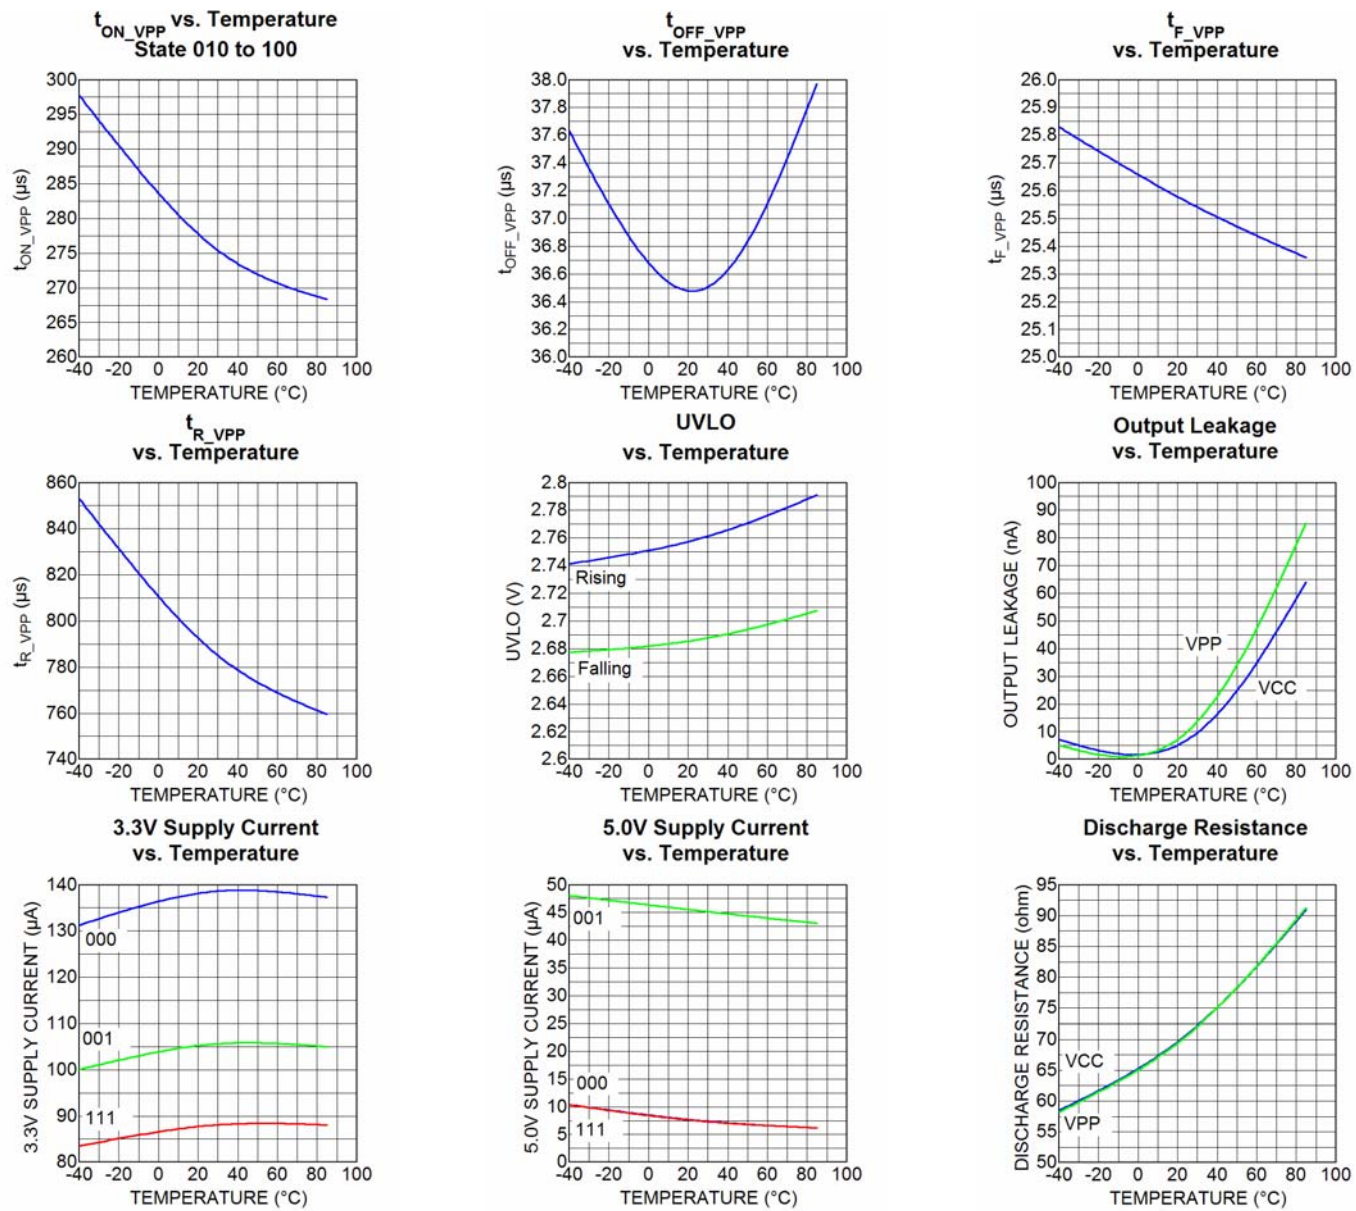 tON_VPP vs. Temperature
State 010 to 100
300
295
290
285
280
275
270
265
260
tON_VPP (µs)
-40 -20 0 20 40 60 80 100
TEMPERATURE (°C)
tOFF_VPP
vs. Temperature
38.0
37.8
37.6
37.4
37.2
37.0
36.8
36.6
36.4
36.2
36.0
tOFF_VPP (µs)
-40 -20 0 20 40 60 80 100
TEMPERATURE (°C)
tF_VPP
vs. Temperature
26.0
25.9
25.8
25.7
25.6
25.5
25.4
25.3
25.2
25.1
25.0
tF_VPP (µs)
-40 -20 0 20 40 60 80 100
TEMPERATURE (°C)
tR_VPP
vs. Temperature
860
840
820
800
780
760
740
tR_VPP (µs)
-40 -20 0 20 40 60 80 100
TEMPERATURE (°C)
UVLO
vs. Temperature
2.8
2.78
2.76
2.74
2.72
2.7
2.68
2.66
2.64
2.62
2.6
UVLO (V)
Rising
Falling
-40 -20 0 20 40 60 80 100
TEMPERATURE (°C)
Output Leakage
vs. Temperature
100
90
80
70
60
50
40
30
20
10
0
OUTPUT LEAKAGE (nA)
VPP
VCC
-40 -20 0 20 40 60 80 100
TEMPERATURE (°C)
3.3V Supply Current
vs. Temperature
140
130
120
110
100
90
80
3.3V SUPPLY CURRENT (µA)
000
001
111
-40 -20 0 20 40 60 80 100
TEMPERATURE (°C)
5.0V Supply Current
vs. Temperature
50
45
40
35
30
25
20
15
10
5
0
5.0V SUPPLY CURRENT (µA)
001
000
111
-40 -20 0 20 40 60 80 100
TEMPERATURE (°C)
Discharge Resistance
vs. Temperature
95
90
85
80
75
70
65
60
55
50
DISCHARGE RESISTANCE (ohm)
VCC
VPP
-40 -20 0 20 40 60 80 100
TEMPERATURE (°C)